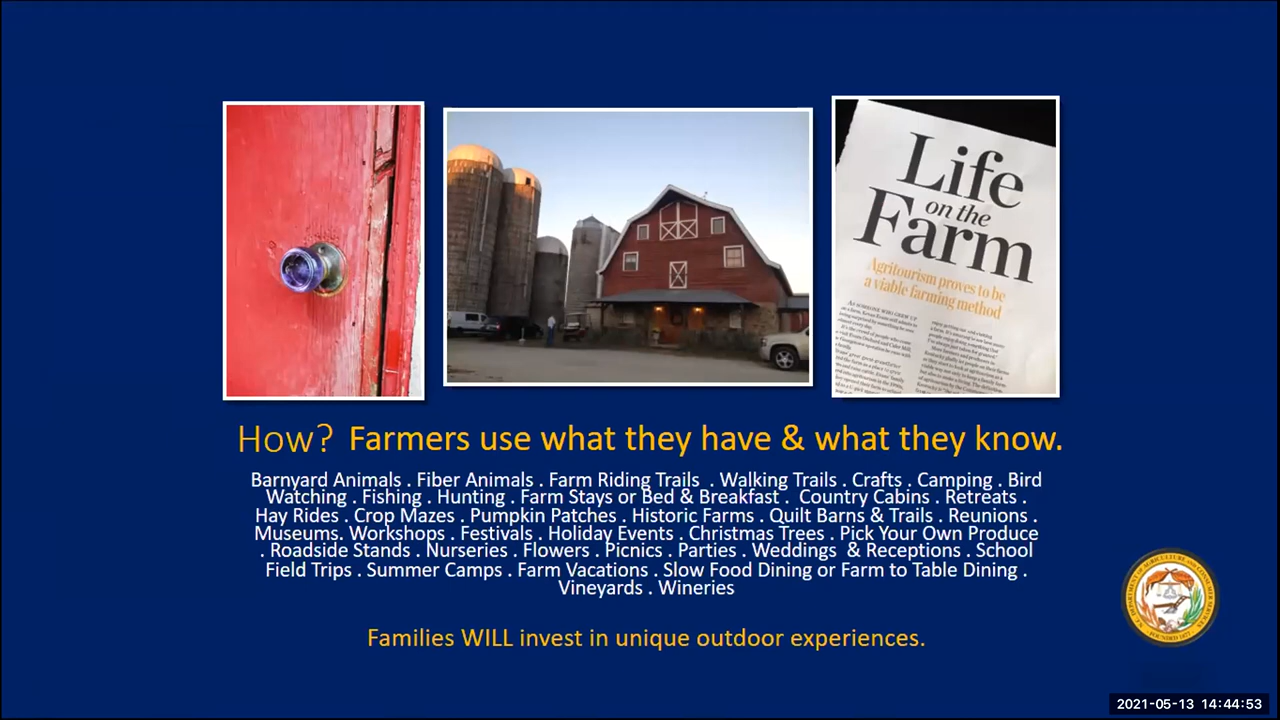 Life
on the
Farm
Agritourism proves to be
a viable farming method
How? Farmers use what they have & what they know.
Barnyard Animals . Fiber Animals . Farm Riding Trails . Walking Trails . Crafts . Camping . Bird
Watching . Fishing . Hunting . Farm Stays or Bed & Breakfast . Country Cabins . Retreats .
Hay Rides . Crop Mazes . Pumpkin Patches . Historic Farms . Quilt Barns & Trails . Reunions .
Museums. Workshops . Festivals . Holiday Events . Christmas Trees . Pick Your Own Produce
. Roadside Stands . Nurseries . Flowers . Picnics . Parties . Weddings & Receptions . School
Field Trips . Summer Camps . Farm Vacations . Slow Food Dining or Farm to Table Dining .
Vineyards . Wineries
Families WILL invest in unique outdoor experiences.
2021-05-13 14:44:53